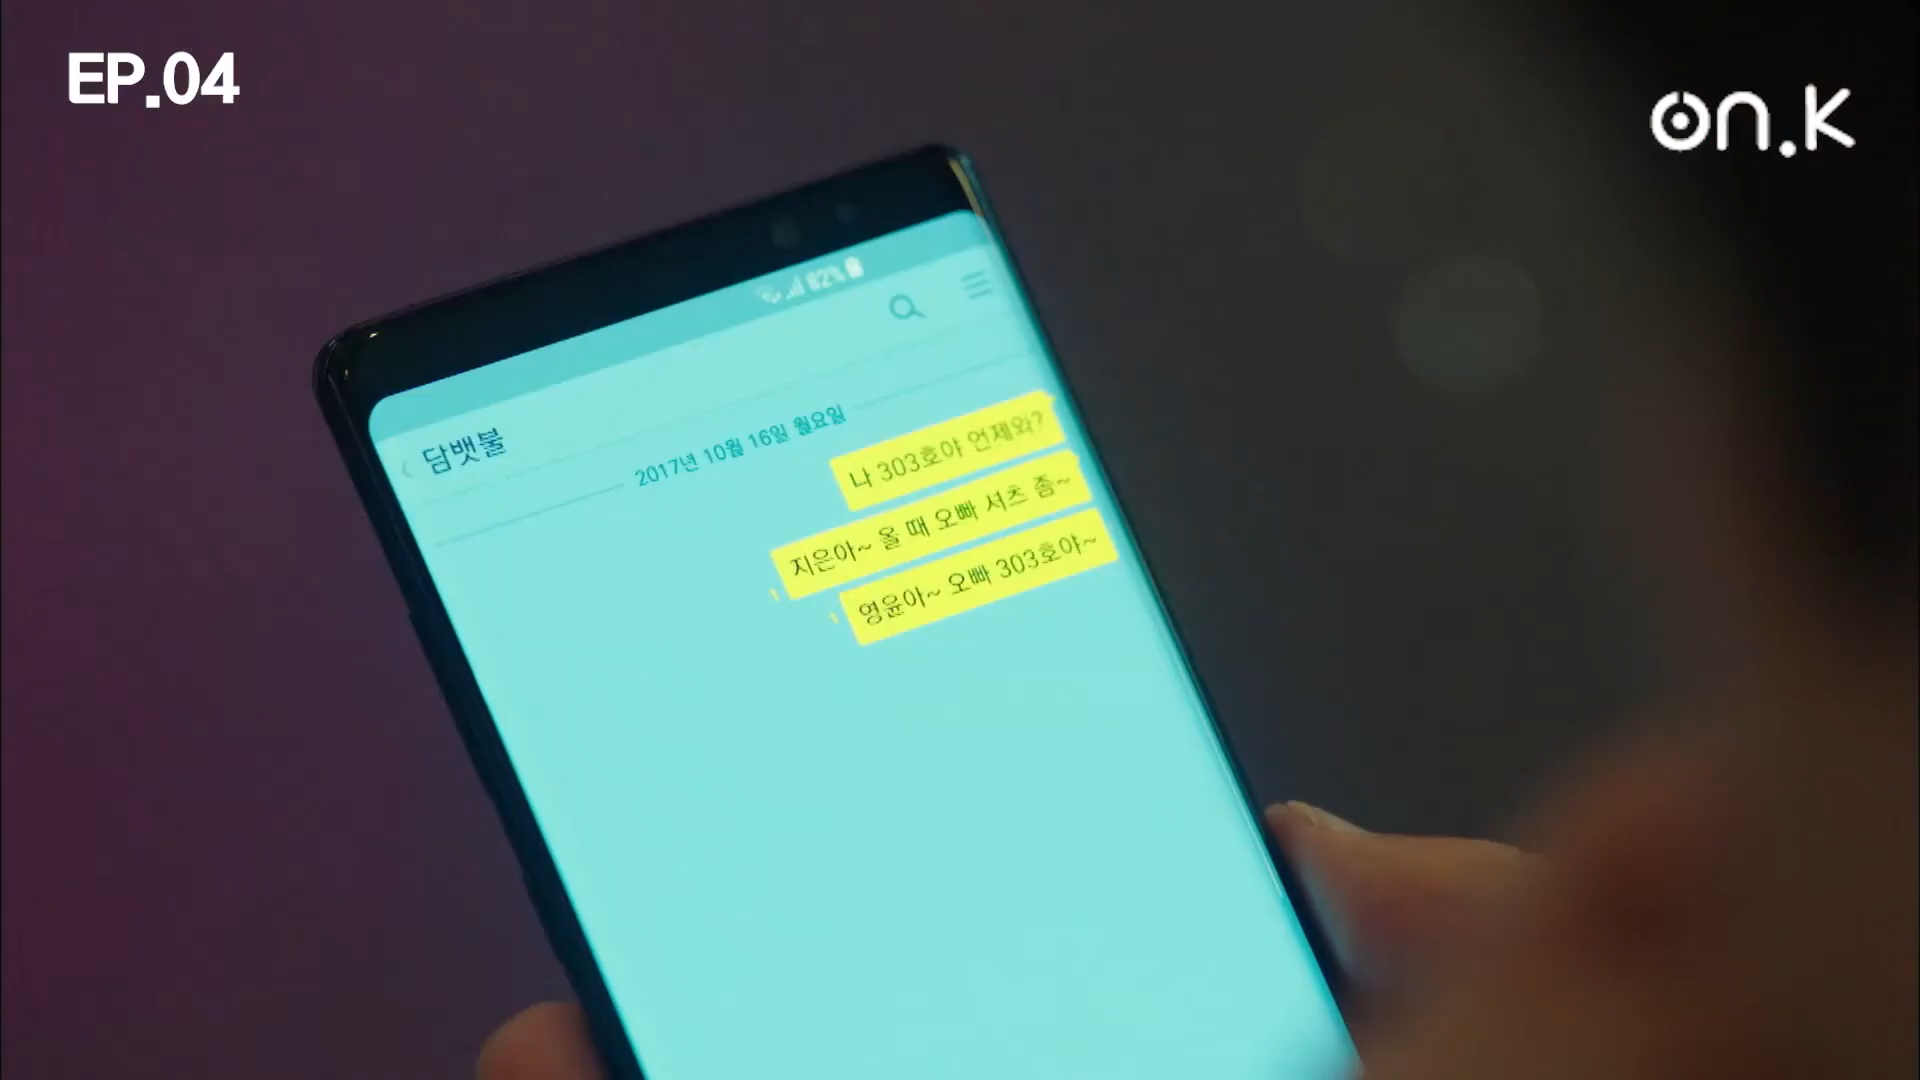 EP.04
on.K
82%
담뱃불
2017년 10월 16일 월요일
나 303호야 언제와?
지은아~ 올 때 오빠 셔츠 좀~
영윤아~ 오빠 303호야~